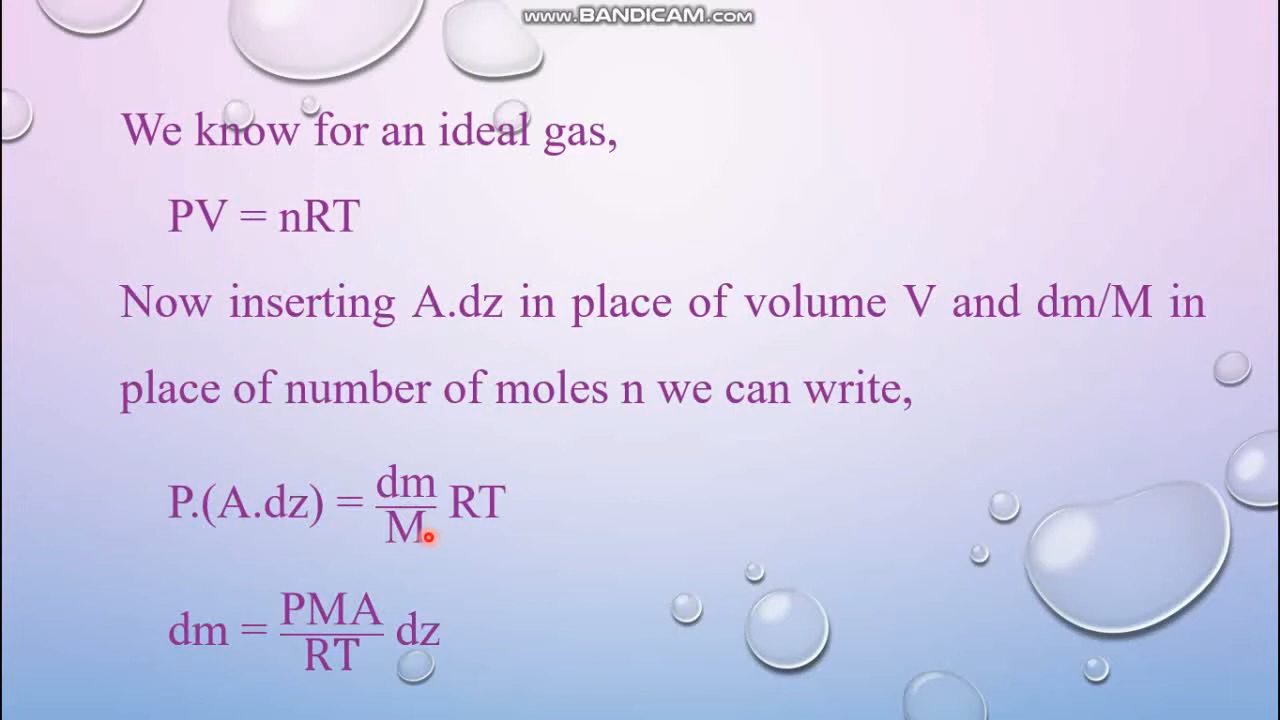 www.BANDICAM.com
We know for an ideal gas,
PV = nRT
Now inserting A.dz in place of volume V and dm/M in
place of number of moles n we can write,
P.(A.dz) = dm/M RT
dm = PMA/RT dz